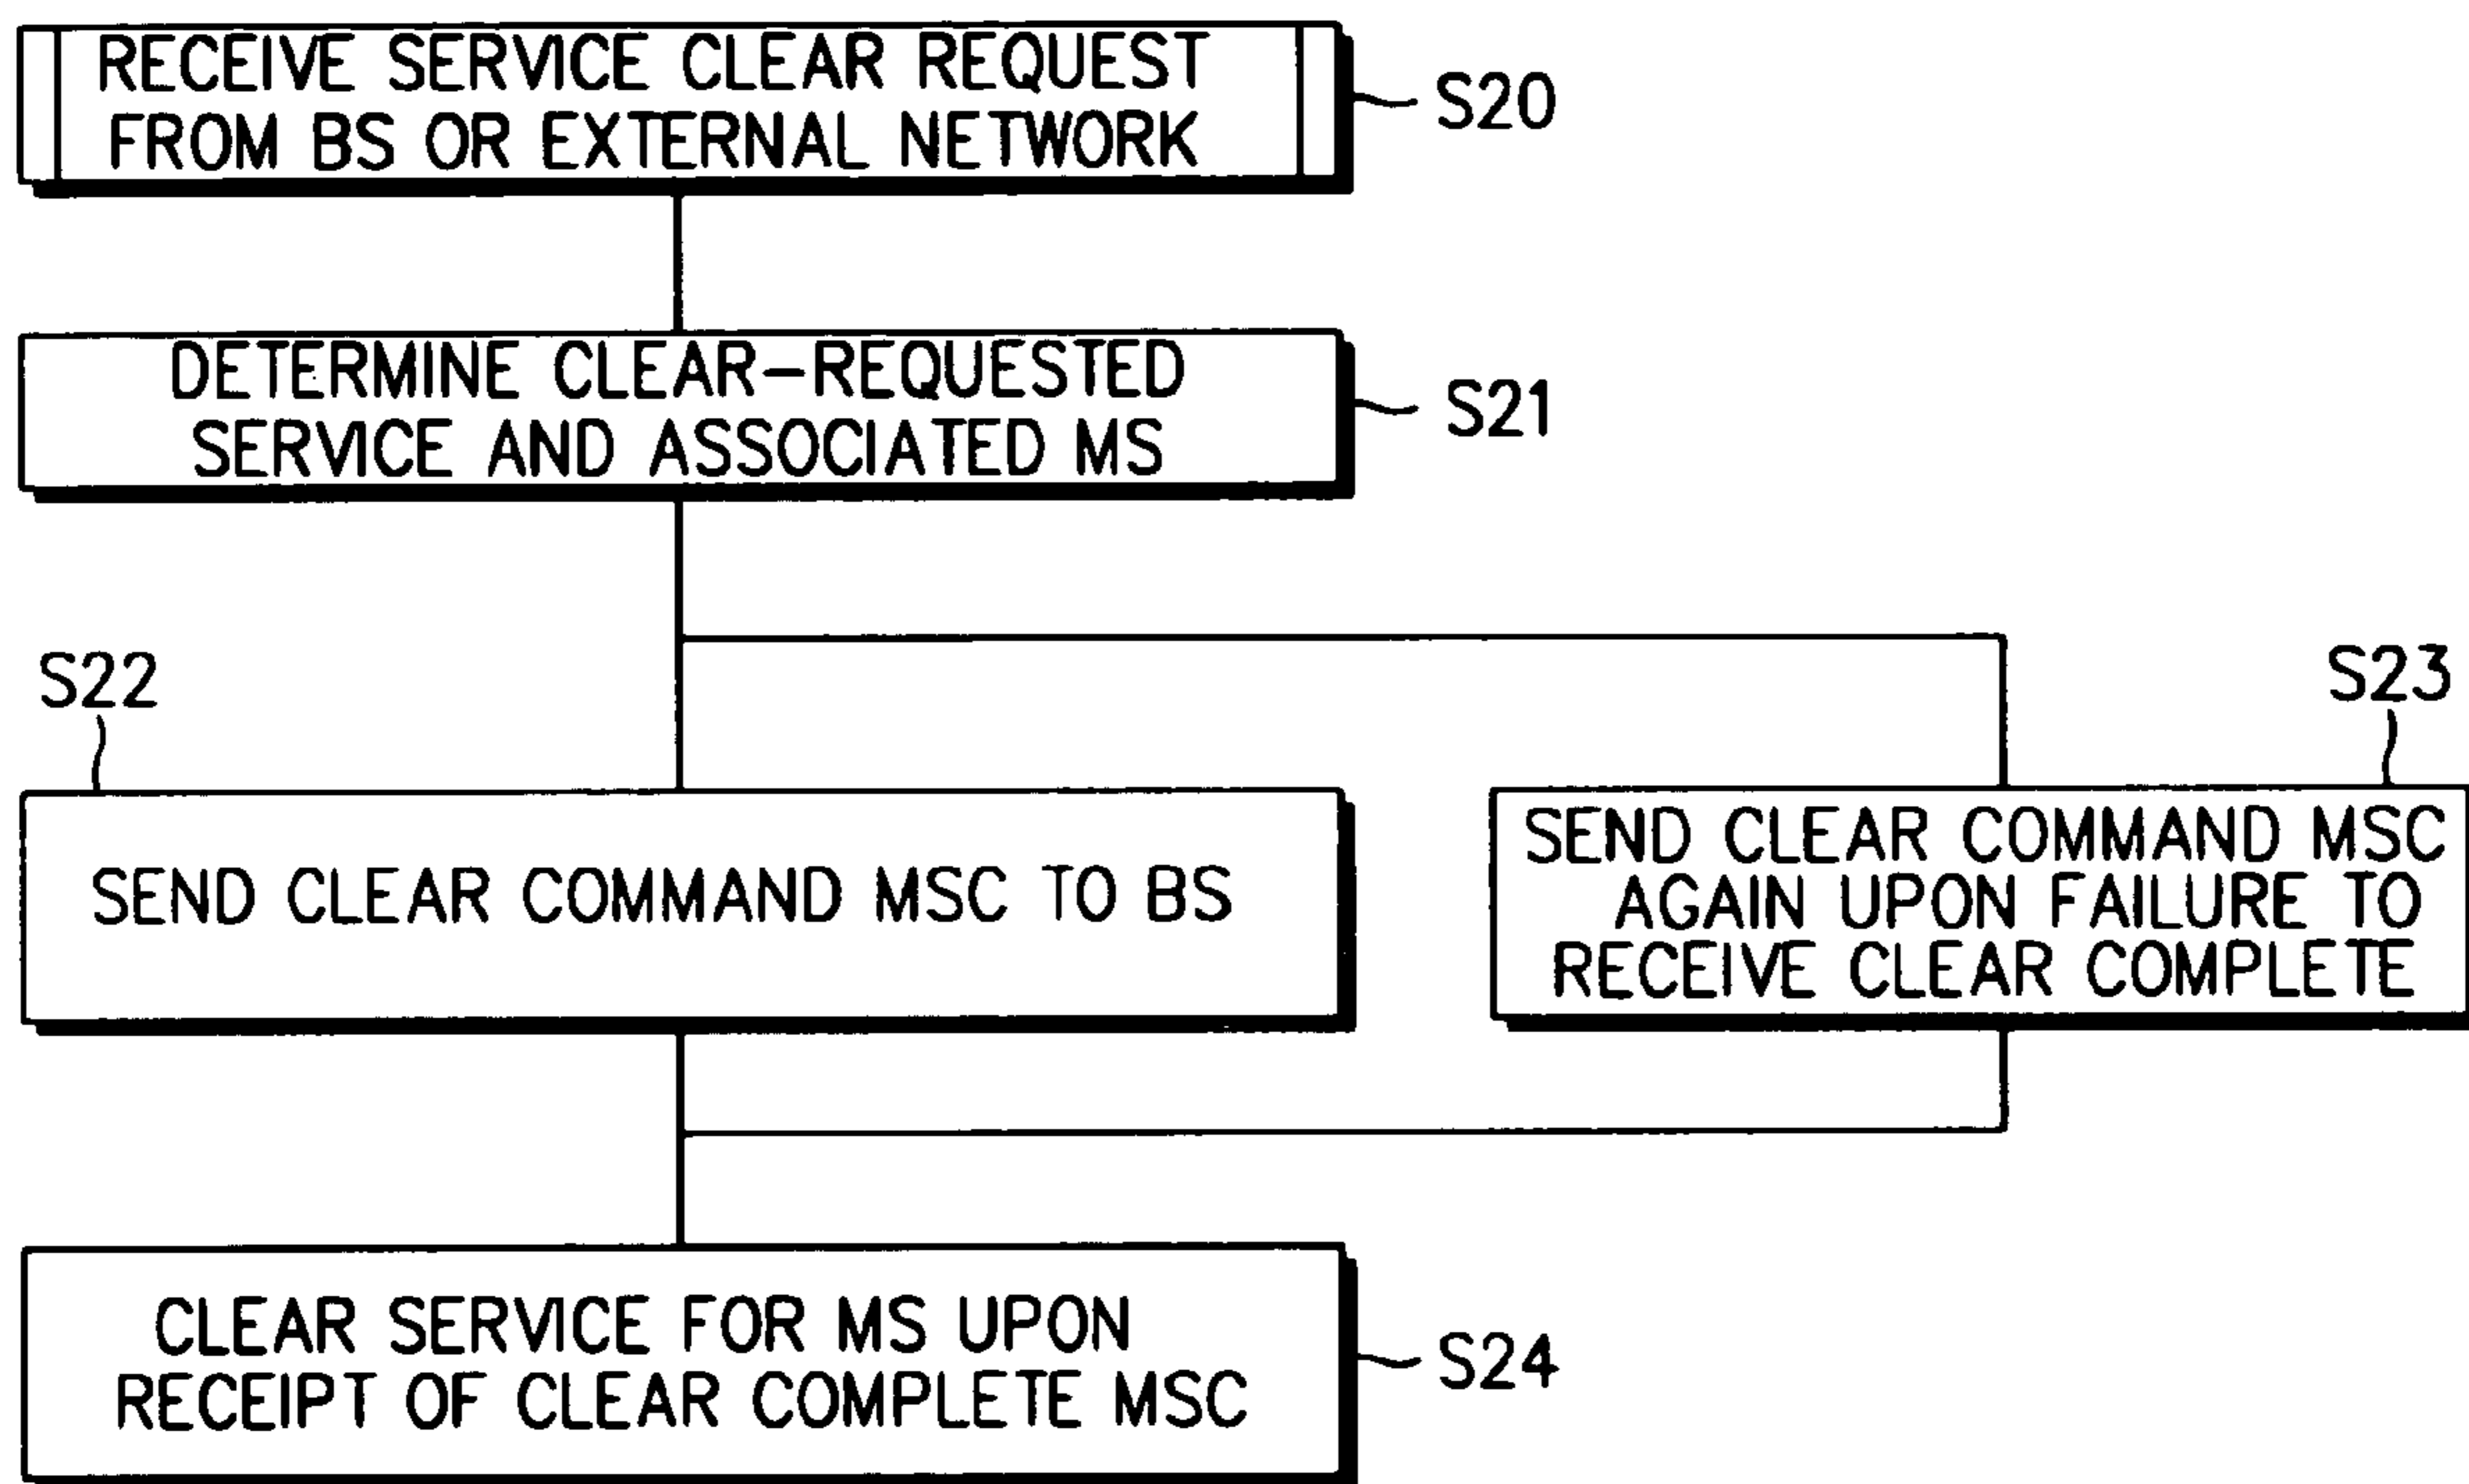 RECEIVE SERVICE CLEAR REQUEST
FROM BS OR EXTERNAL NETWORK
S20
DETERMINE CLEAR-REQUESTED
SERVICE AND ASSOCIATED MS
S21
S22
SEND CLEAR COMMAND MSC TO BS
S23
SEND CLEAR COMMAND MSC
AGAIN UPON FAILURE TO
RECEIVE CLEAR COMPLETE
CLEAR SERVICE FOR MS UPON
RECEIPT OF CLEAR COMPLETE MSC
S24